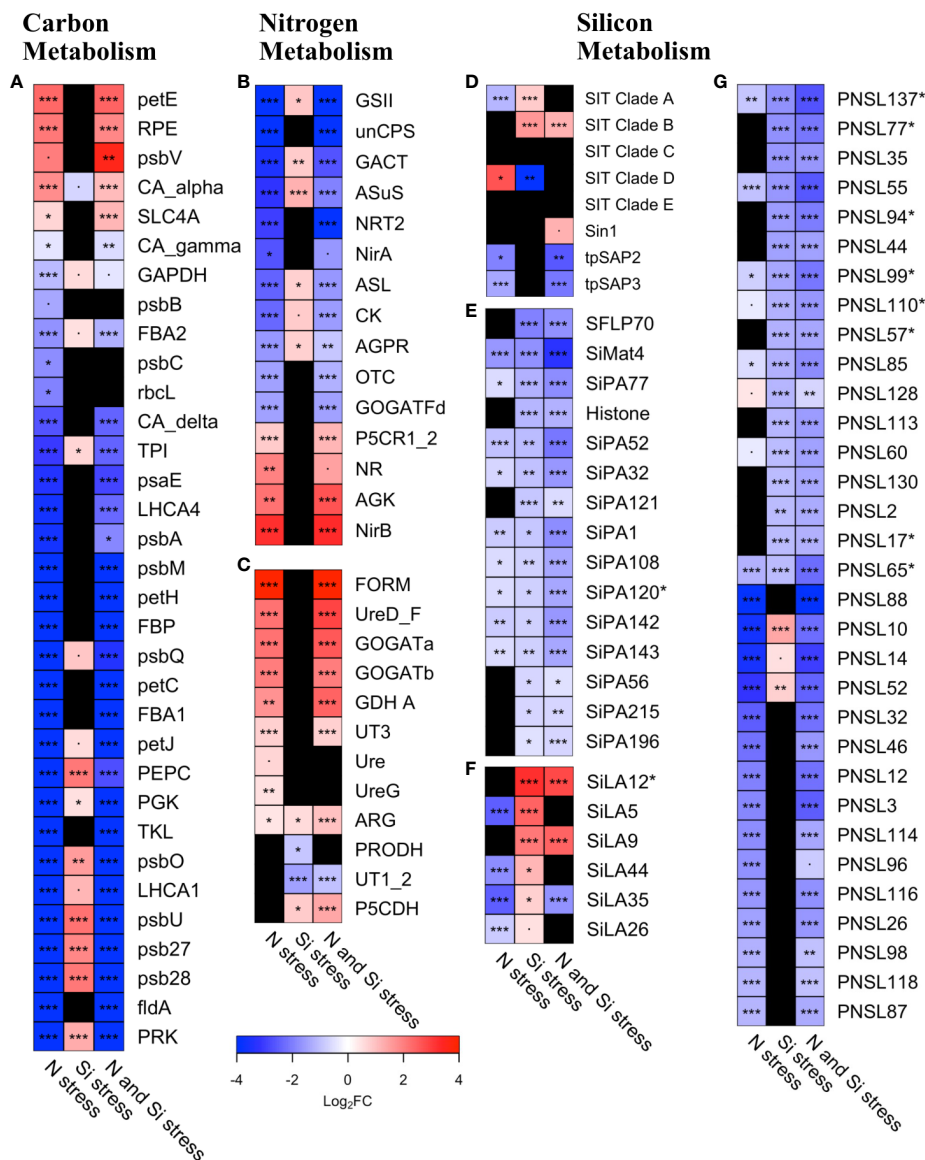 Carbon
Metabolism
Nitrogen
Metabolism
Silicon
Metabolism
A
*** *** petE
*** *** RPE
· ** psbV
*** · *** CA_alpha
* *** SLC4A
* ** CA_gamma
*** · · GAPDH
· psbB
*** · *** FBA2
* psbC
* rbcL
*** *** CA_delta
*** * *** TPI
*** *** psaE
*** *** LHCA4
*** * psbA
*** *** psbM
*** *** petH
*** *** FBP
*** * *** psbQ
*** *** petC
*** *** FBA1
*** · *** petJ
*** *** *** PEPC
*** * *** PGK
*** *** TKL
*** ** *** psbO
*** · *** LHCA1
*** *** *** psbU
*** *** *** psb27
*** *** *** psb28
*** *** fldA
*** *** *** PRK
N stress
Si stress
N and Si stress
B
*** * *** GSII
*** *** unCPS
*** ** *** GACT
*** *** *** ASuS
*** *** NRT2
* · NirA
*** * *** ASL
*** · *** CK
*** * ** AGPR
*** *** OTC
*** *** GOGATFd
*** *** P5CR1_2
** · NR
** *** AGK
*** *** NirB
C
*** *** FORM
*** *** UreD_F
*** *** GOGATa
*** *** GOGATb
** *** GDH A
*** *** UT3
· Ure
** UreG
* * *** ARG
* PRODH
*** *** UT1_2
* *** P5CDH
N stress
Si stress
N and Si stress
-4 -2 0 2 4
Log2FC
D
*** *** SIT Clade A
*** *** SIT Clade B
SIT Clade C
* ** SIT Clade D
SIT Clade E
· Sin1
* ** tpSAP2
*** *** tpSAP3
E
*** *** SFLP70
*** *** *** SiMat4
* *** *** SiPA77
*** *** Histone
*** ** *** SiPA52
* ** *** SiPA32
*** ** SiPA121
** * *** SiPA1
* ** *** SiPA108
* * *** SiPA120*
** * *** SiPA142
** ** *** SiPA143
* * SiPA56
* ** SiPA215
* *** SiPA196
F
*** *** SiLA12*
*** *** SiLA5
*** *** SiLA9
*** * SiLA44
*** * *** SiLA35
*** · SiLA26
N stress
Si stress
N and Si stress
G
** *** *** PNSL137*
*** *** PNSL77*
*** *** PNSL35
*** *** *** PNSL55
*** *** PNSL94*
*** *** PNSL44
* *** *** PNSL99*
· *** *** PNSL110*
*** *** PNSL57*
* *** *** PNSL85
· *** ** PNSL128
*** *** PNSL113
· *** *** PNSL60
*** *** PNSL130
** *** PNSL2
*** *** PNSL17*
*** *** *** PNSL65*
*** *** PNSL88
*** *** *** PNSL10
*** · *** PNSL14
*** ** *** PNSL52
*** *** PNSL32
*** *** PNSL46
*** *** PNSL12
*** *** PNSL3
*** *** PNSL114
*** · PNSL96
*** *** PNSL116
*** *** PNSL26
*** ** PNSL98
*** *** PNSL118
*** *** PNSL87
N stress
Si stress
N and Si stress